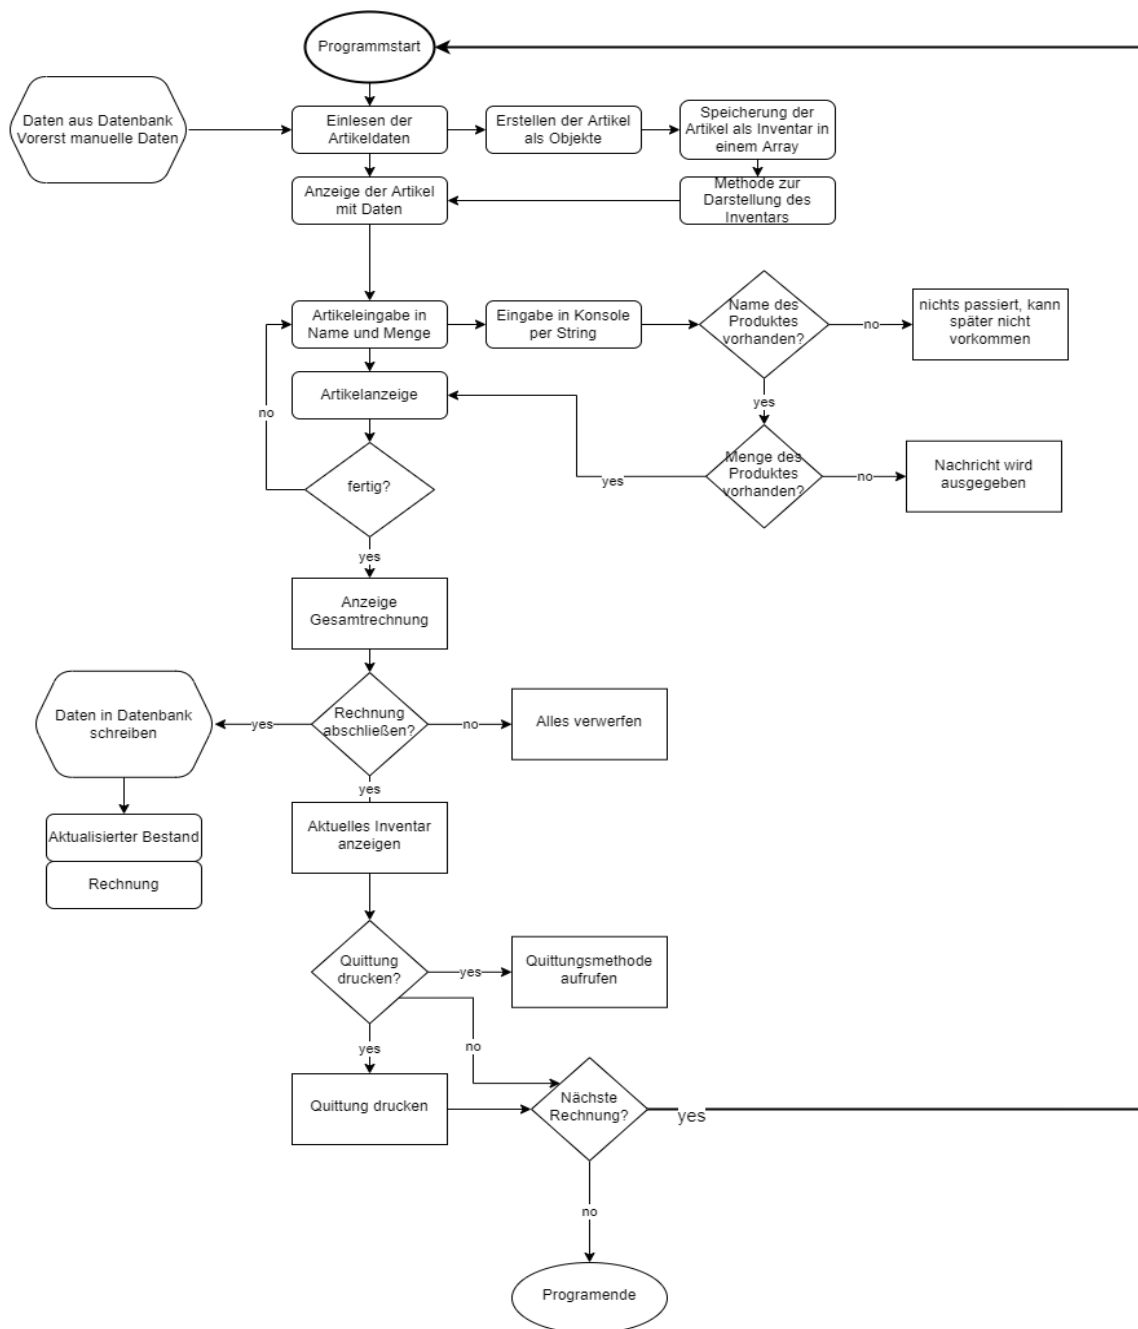 Programmstart
Daten aus Datenbank
Vorerst manuelle Daten
Einlesen der
Artikeldaten
Erstellen der Artikel
als Objekte
Speicherung der
Artikel als Inventar in
einem Array
Anzeige der Artikel
mit Daten
Methode zur
Darstellung des
Inventars
Artikeleingabe in
Name und Menge
Eingabe in Konsole
per String
Name des
Produktes
vorhanden?
no
nichts passiert, kann
später nicht
vorkommen
Artikelanzeige
no
yes
fertig?
yes
Menge des
Produktes
vorhanden?
no
Nachricht wird
ausgegeben
yes
Anzeige
Gesamtrechnung
Daten in Datenbank
schreiben
yes
Rechnung
abschließen?
no
Alles verwerfen
yes
Aktualisierter Bestand
Rechnung
Aktuelles Inventar
anzeigen
Quittung
drucken?
yes
Quittungsmethode
aufrufen
yes
no
Quittung drucken
Nächste
Rechnung?
yes
no
Programende